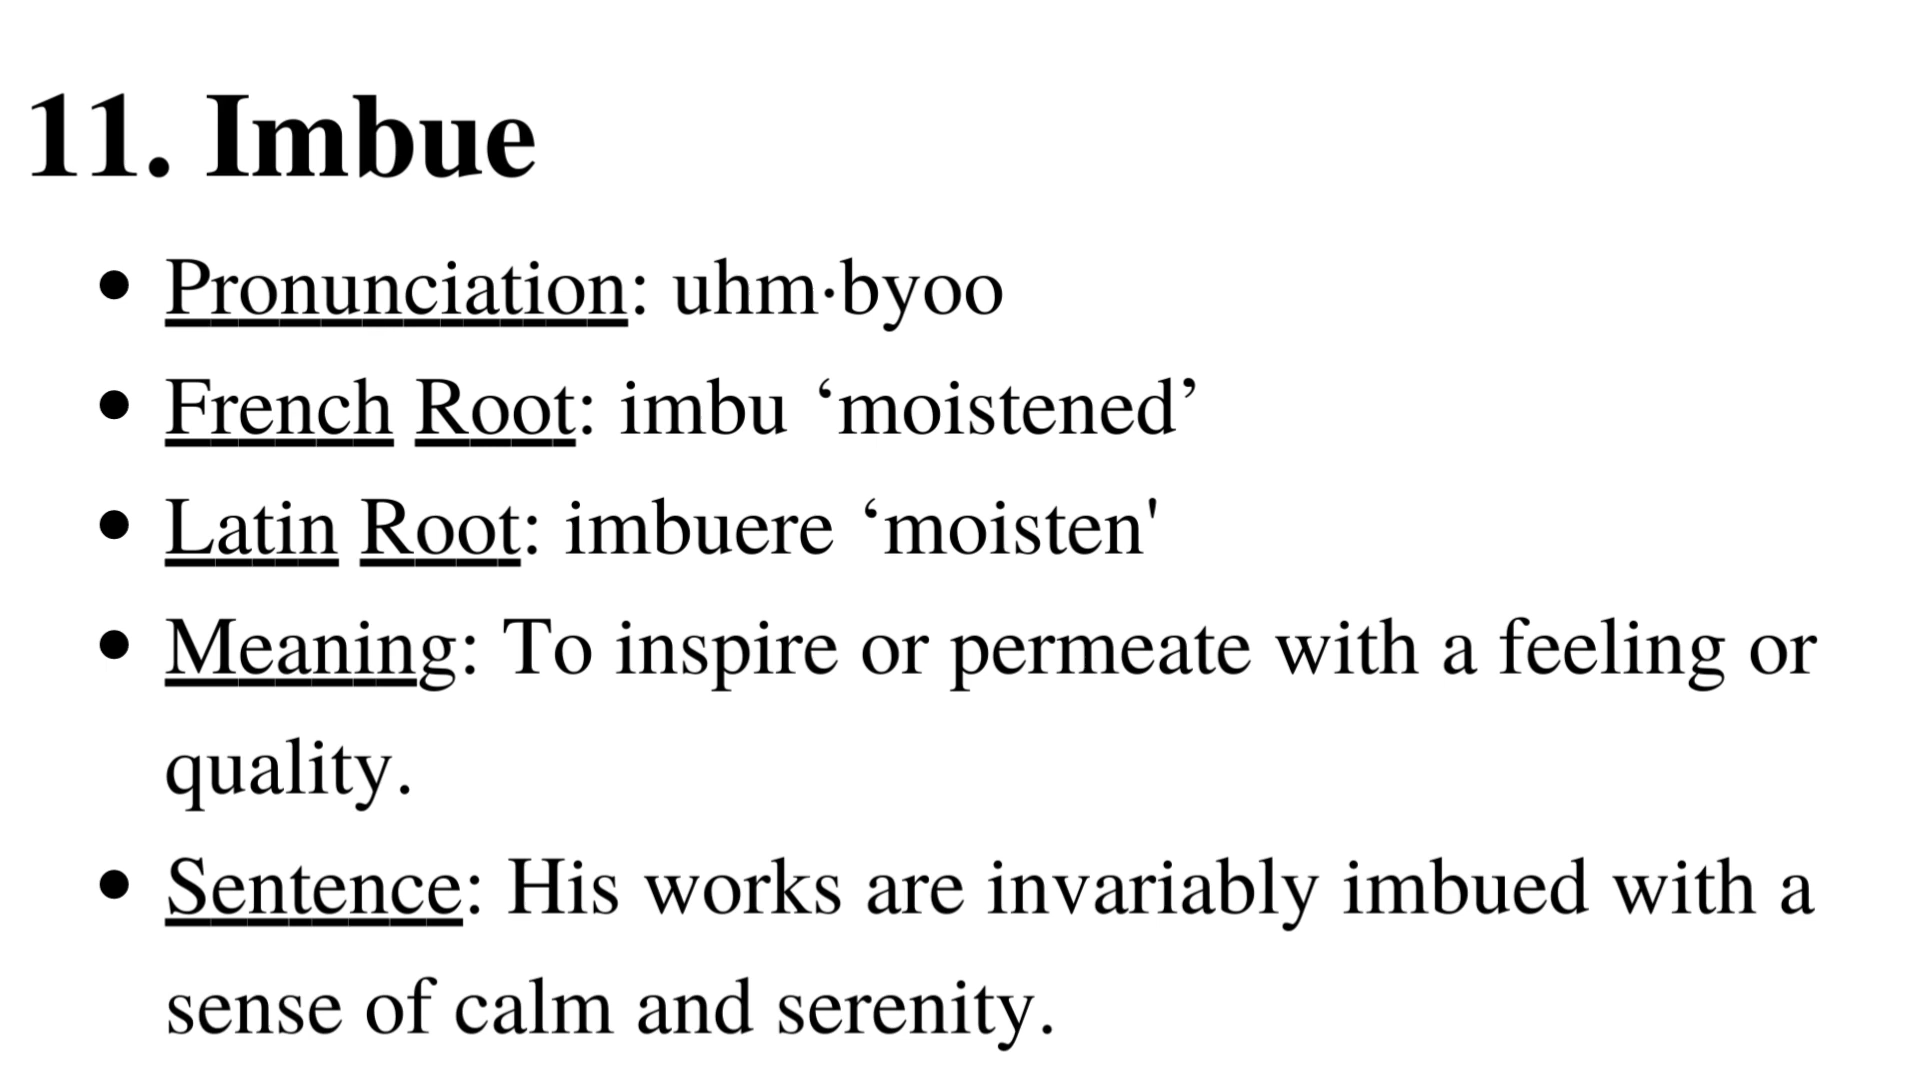 11. Imbue
• Pronunciation: uhm·byoo
• French Root: imbu ‘moistened’
• Latin Root: imbuere ‘moisten'
• Meaning: To inspire or permeate with a feeling or
quality.
• Sentence: His works are invariably imbued with a
sense of calm and serenity.